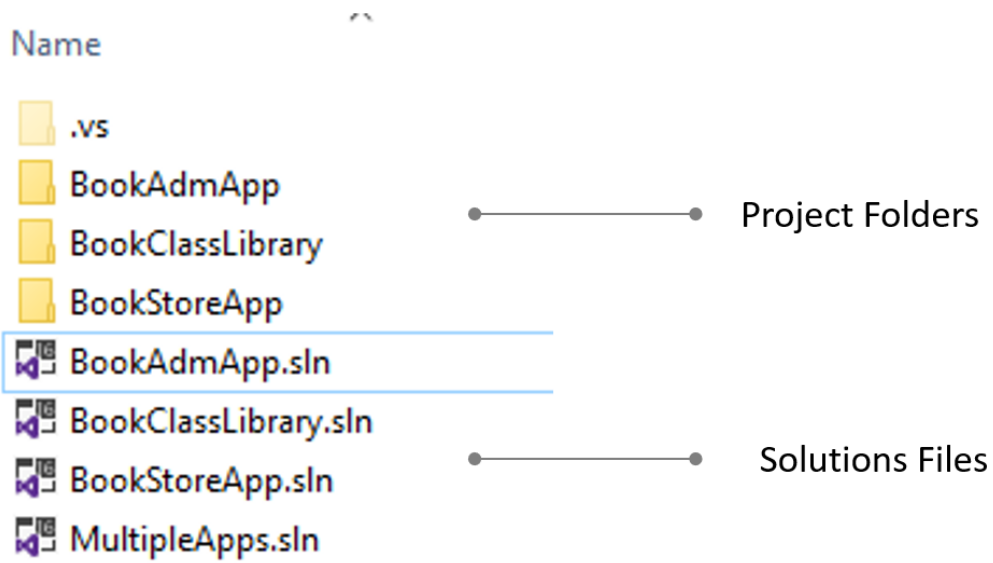 Name
.vs
BookAdmApp
Project Folders
BookClassLibrary
BookStoreApp
BookAdmApp.sln
BookClassLibrary.sln
Solutions Files
BookStoreApp.sln
MultipleApps.sln